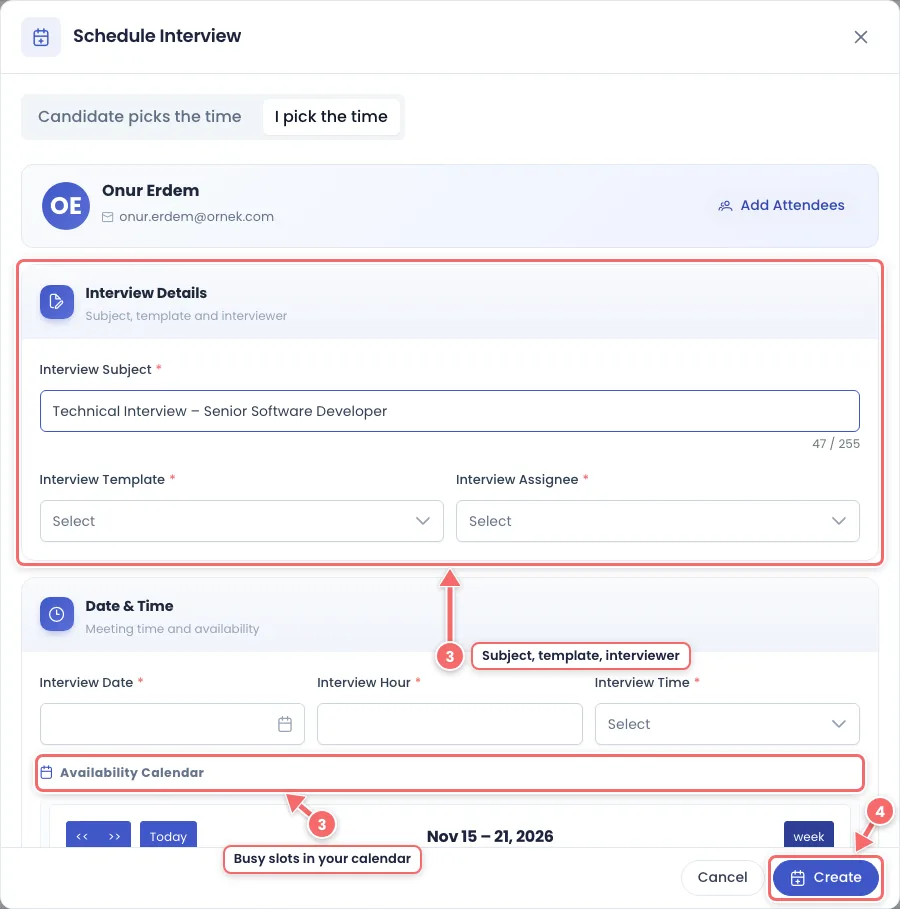 Schedule Interview
Candidate picks the time
I pick the time
OE
Onur Erdem
onur.erdem@ornek.com
Add Attendees
Interview Details
Subject, template and interviewer
Interview Subject *
Technical Interview – Senior Software Developer
47 / 255
Interview Template *
Interview Assignee *
Select
Select
Date & Time
Meeting time and availability
3
Subject, template, interviewer
Interview Date *
Interview Hour *
Interview Time *
Select
Availability Calendar
3
4
<< >>
Today
Nov 15 – 21, 2026
week
Busy slots in your calendar
Cancel
Create